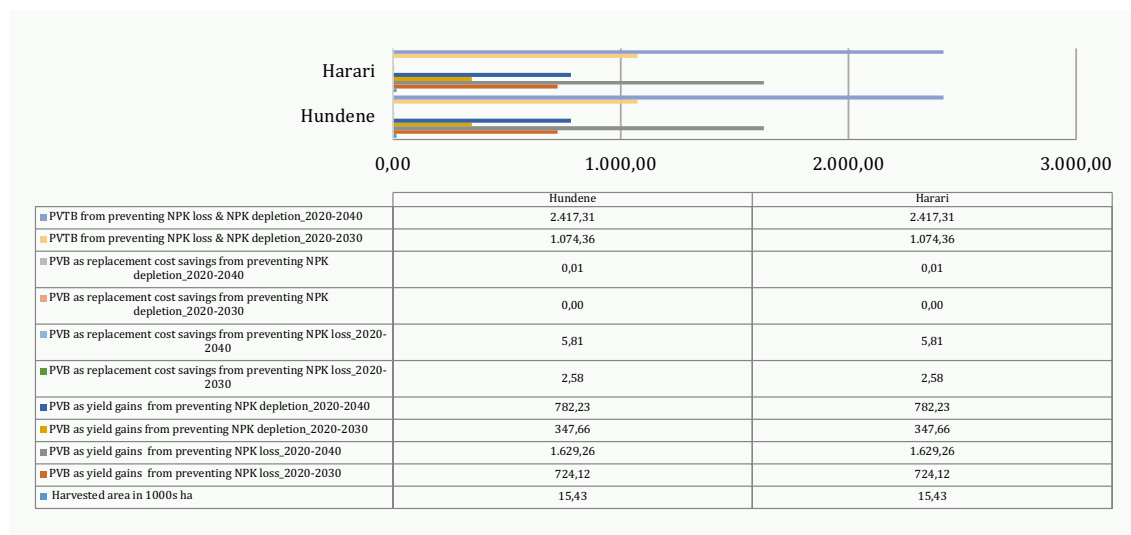 Harari
Hundene
0,00 1.000,00 2.000,00 3.000,00
Hundene Harari
PVTB from preventing NPK loss & NPK depletion_2020-2040 2.417,31 2.417,31
PVTB from preventing NPK loss & NPK depletion_2020-2030 1.074,36 1.074,36
PVB as replacement cost savings from preventing NPK
depletion_2020-2040 0,01 0,01
PVB as replacement cost savings from preventing NPK
depletion_2020-2030 0,00 0,00
PVB as replacement cost savings from preventing NPK loss_2020-
2040 5,81 5,81
PVB as replacement cost savings from preventing NPK loss_2020-
2030 2,58 2,58
PVB as yield gains from preventing NPK depletion_2020-2040 782,23 782,23
PVB as yield gains from preventing NPK depletion_2020-2030 347,66 347,66
PVB as yield gains from preventing NPK loss_2020-2040 1.629,26 1.629,26
PVB as yield gains from preventing NPK loss_2020-2030 724,12 724,12
Harvested area in 1000s ha 15,43 15,43